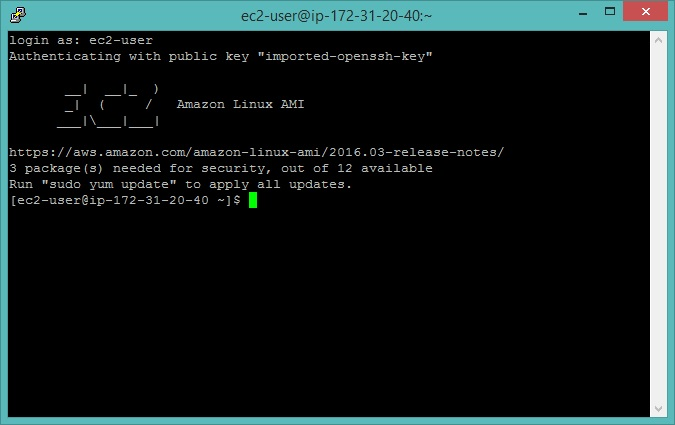 ec2-user@ip-172-31-20-40:~
login as: ec2-user
Authenticating with public key "imported-openssh-key"
       __|  __|_  )
       _|  (     /   Amazon Linux AMI
      ___|\___|___|
https://aws.amazon.com/amazon-linux-ami/2016.03-release-notes/
3 package(s) needed for security, out of 12 available
Run "sudo yum update" to apply all updates.
[ec2-user@ip-172-31-20-40 ~]$